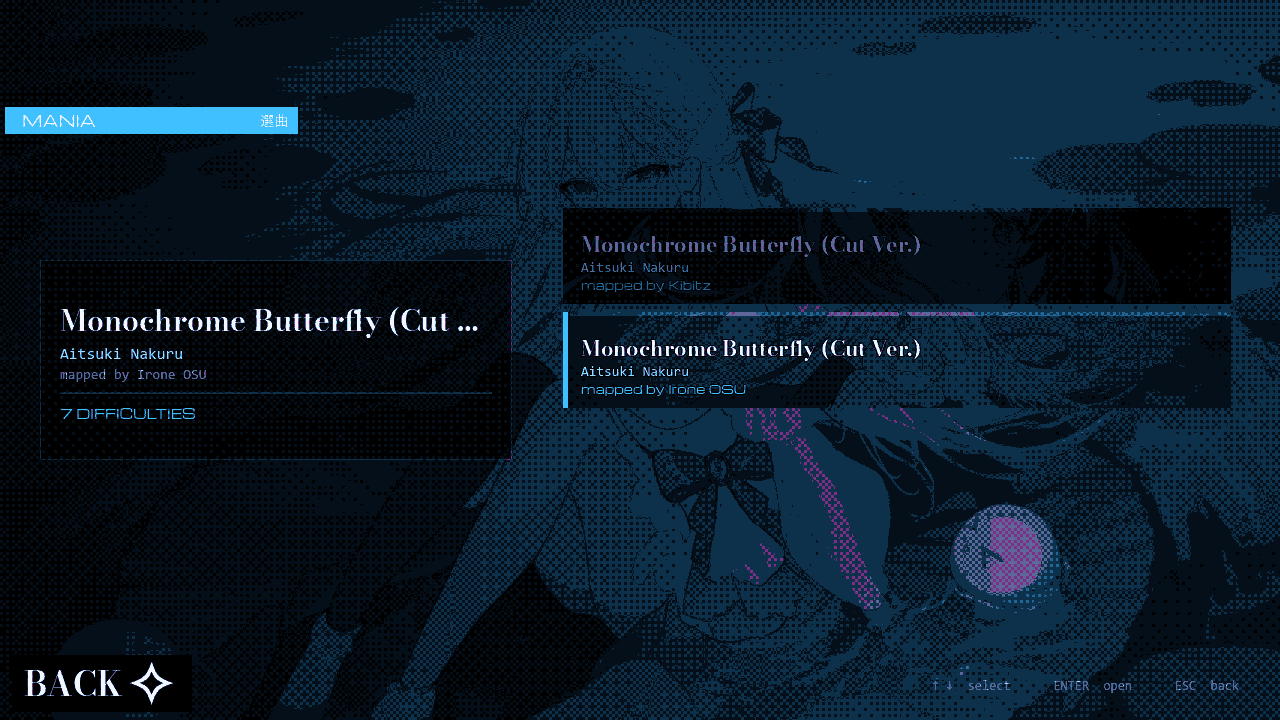 MANIA 選曲
Monochrome Butterfly (Cut ...
Aitsuki Nakuru
mapped by Irone OSU
7 DIFFICULTIES
Monochrome Butterfly (Cut Ver.)
Aitsuki Nakuru
mapped by Kibitz
Monochrome Butterfly (Cut Ver.)
Aitsuki Nakuru
mapped by Irone OSU
BACK
↑ ↓ select ENTER open ESC back